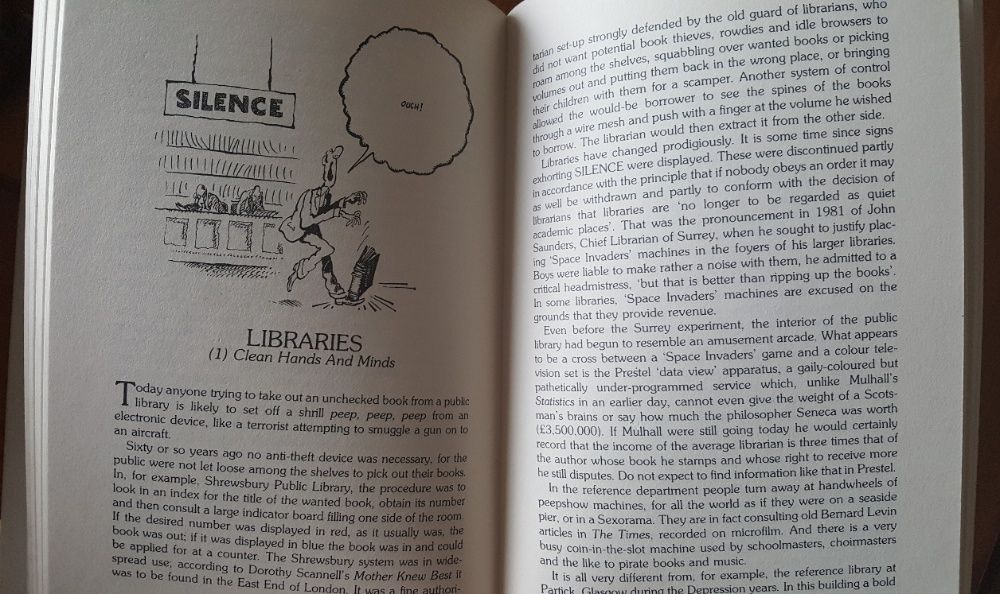 SILENCE
OUCH!
LIBRARIES
(1) Clean Hands And Minds
Today anyone trying to take out an unchecked book from a public
library is likely to set off a shrill peep, peep, peep from an
electronic device, like a terrorist attempting to smuggle a gun on to
an aircraft.
Sixty or so years ago no anti-theft device was necessary, for the
public were not let loose among the shelves to pick out their books.
In, for example, Shrewsbury Public Library, the procedure was to
look in an index for the title of the wanted book, obtain its number
and then consult a large indicator board filling one side of the room.
If the desired number was displayed in red, as it usually was, the
book was out; if it was displayed in blue the book was in and could
be applied for at a counter. The Shrewsbury system was in wide-
spread use; according to Dorothy Scannell's Mother Knew Best it
was to be found in the East End of London. It was a fine authori-
tarian set-up strongly defended by the old guard of librarians, who
did not want potential book thieves, rowdies and idle browsers to
roam among the shelves, squabbling over wanted books or picking
volumes out and putting them back in the wrong place, or bringing
their children with them for a scamper. Another system of control
allowed the would-be borrower to see the spines of the books
through a wire mesh and push with a finger at the volume he wished
to borrow. The librarian would then extract it from the other side.
Libraries have changed prodigiously. It is some time since signs
exhorting SILENCE were displayed. These were discontinued partly
in accordance with the principle that if nobody obeys an order it may
as well be withdrawn and partly to conform with the decision of
librarians that libraries are 'no longer to be regarded as quiet
academic places'. That was the pronouncement in 1981 of John
Saunders, Chief Librarian of Surrey, when he sought to justify plac-
ing 'Space Invaders' machines in the foyers of his larger libraries.
Boys were liable to make rather a noise with them, he admitted to a
critical headmistress, 'but that is better than ripping up the books'.
In some libraries, 'Space Invaders' machines are excused on the
grounds that they provide revenue.
Even before the Surrey experiment, the interior of the public
library had begun to resemble an amusement arcade. What appears
to be a cross between a 'Space Invaders' game and a colour tele-
vision set is the Prestel 'data view' apparatus, a gaily-coloured but
pathetically under-programmed service which, unlike Mulhall's
Statistics in an earlier day, cannot even give the weight of a Scots-
man's brains or say how much the philosopher Seneca was worth
(£3,500,000). If Mulhall were still going today he would certainly
record that the income of the average librarian is three times that of
the author whose book he stamps and whose right to receive more
he still disputes. Do not expect to find information like that in Prestel.
In the reference department people turn away at handwheels of
peepshow machines, for all the world as if they were on a seaside
pier, or in a Sexorama. They are in fact consulting old Bernard Levin
articles in The Times, recorded on microfilm. And there is a very
busy coin-in-the-slot machine used by schoolmasters, choirmasters
and the like to pirate books and music.
It is all very different from, for example, the reference library at
Partick, Glasgow during the Depression years. In this building a bold